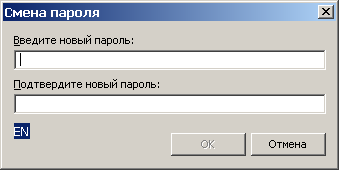 Смена пароля
Введите новый пароль:
Подтвердите новый пароль:
EN
OK
Отмена